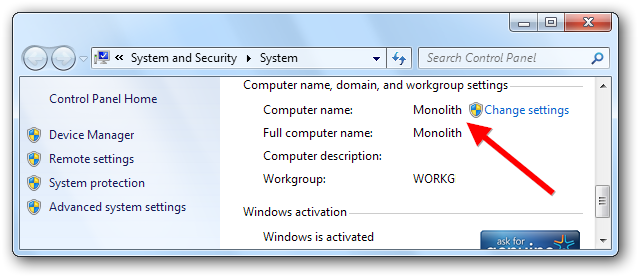 « System and Security System
Search Control Panel
Control Panel Home
Device Manager
Remote settings
System protection
Advanced system settings
Computer name, domain, and workgroup settings
Computer name: Monolith Change settings
Full computer name: Monolith
Computer description:
Workgroup: WORKG
Windows activation
Windows is activated
ask for